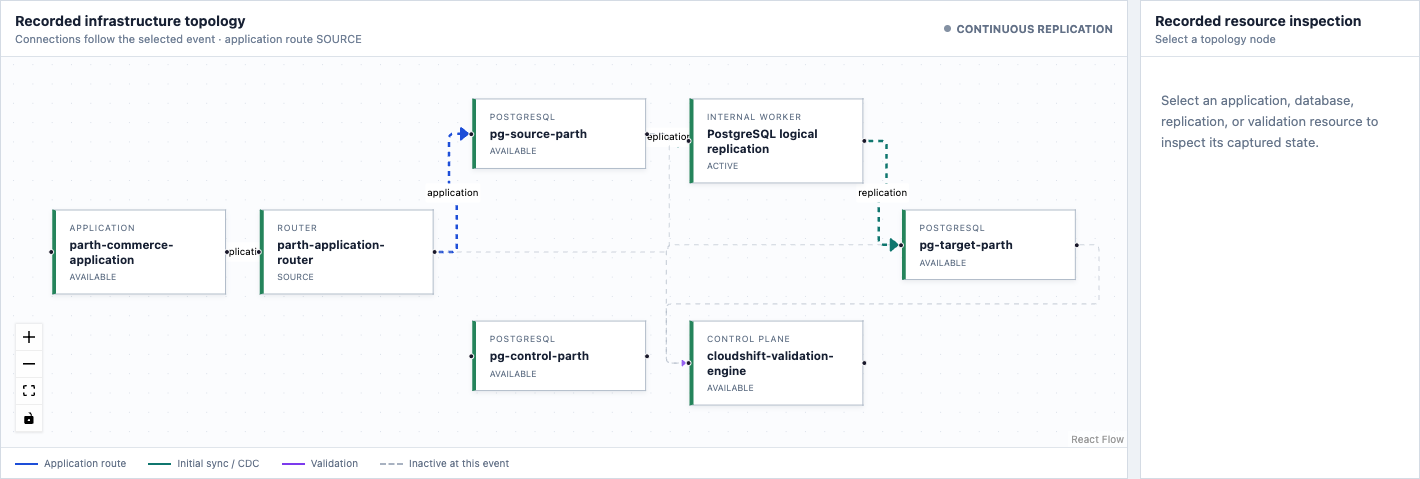 Recorded infrastructure topology
Connections follow the selected event · application route SOURCE
CONTINUOUS REPLICATION
POSTGRESQL
pg-source-parth
AVAILABLE
eplication
INTERNAL WORKER
PostgreSQL logical
replication
ACTIVE
application
replication
APPLICATION
parth-commerce-
application
AVAILABLE
plicati
ROUTER
parth-application-
router
SOURCE
POSTGRESQL
pg-target-parth
AVAILABLE
POSTGRESQL
pg-control-parth
AVAILABLE
CONTROL PLANE
cloudshift-validation-
engine
AVAILABLE
React Flow
Application route
Initial sync / CDC
Validation
Inactive at this event
Recorded resource inspection
Select a topology node
Select an application, database,
replication, or validation resource to
inspect its captured state.